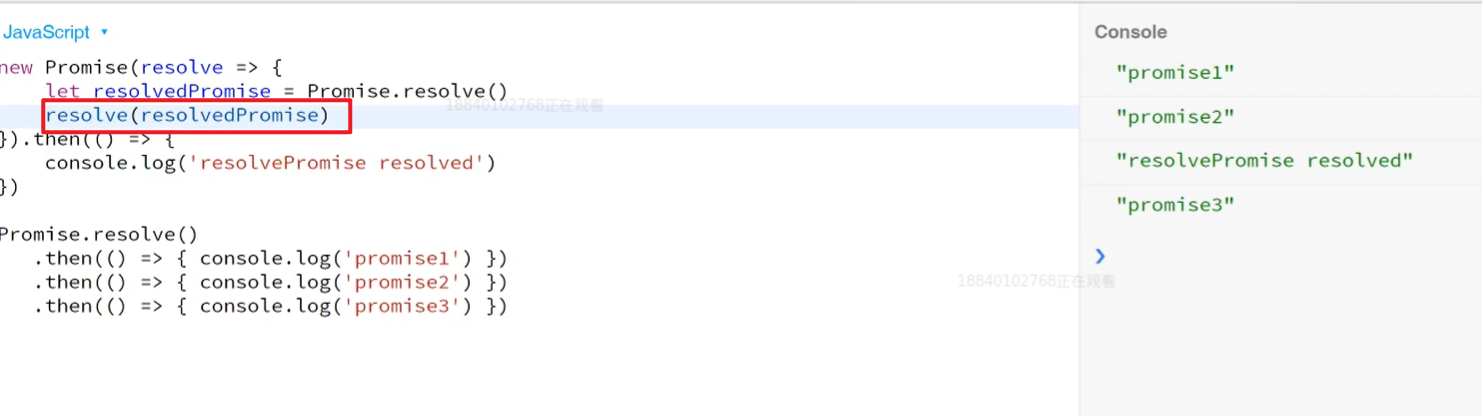 JavaScript
Console
new Promise(resolve => {
let resolvedPromise = Promise.resolve()
resolve(resolvedPromise)
}).then(() => {
console.log('resolvePromise resolved')
})
Promise.resolve()
.then(() => { console.log('promise1') })
.then(() => { console.log('promise2') })
.then(() => { console.log('promise3') })
"promise1"
"promise2"
"resolvePromise resolved"
"promise3"
18840102768正在观看
18840102768正在观看